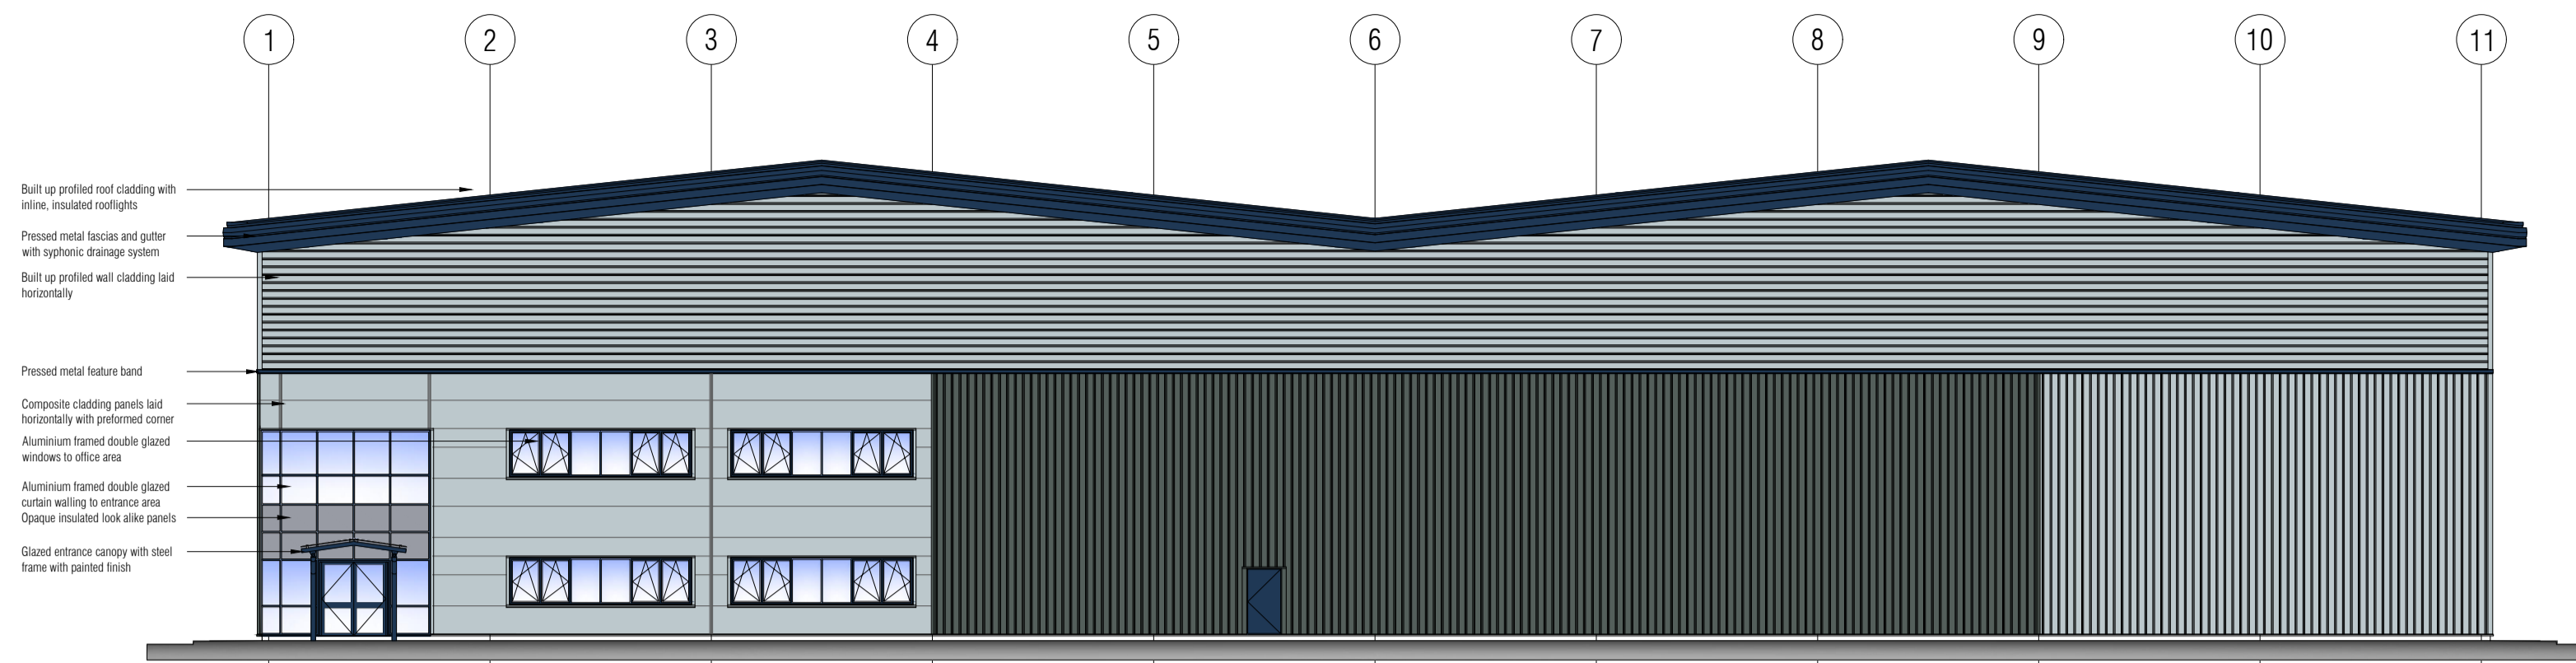 1 2 3 4 5 6 7 8 9 10 11
Built up profiled roof cladding with
inline, insulated rooflights
Pressed metal fascias and gutter
with syphonic drainage system
Built up profiled wall cladding laid
horizontally
Pressed metal feature band
Composite cladding panels laid
horizontally with preformed corner
Aluminium framed double glazed
windows to office area
Aluminium framed double glazed
curtain walling to entrance area
Opaque insulated look alike panels
Glazed entrance canopy with steel
frame with painted finish